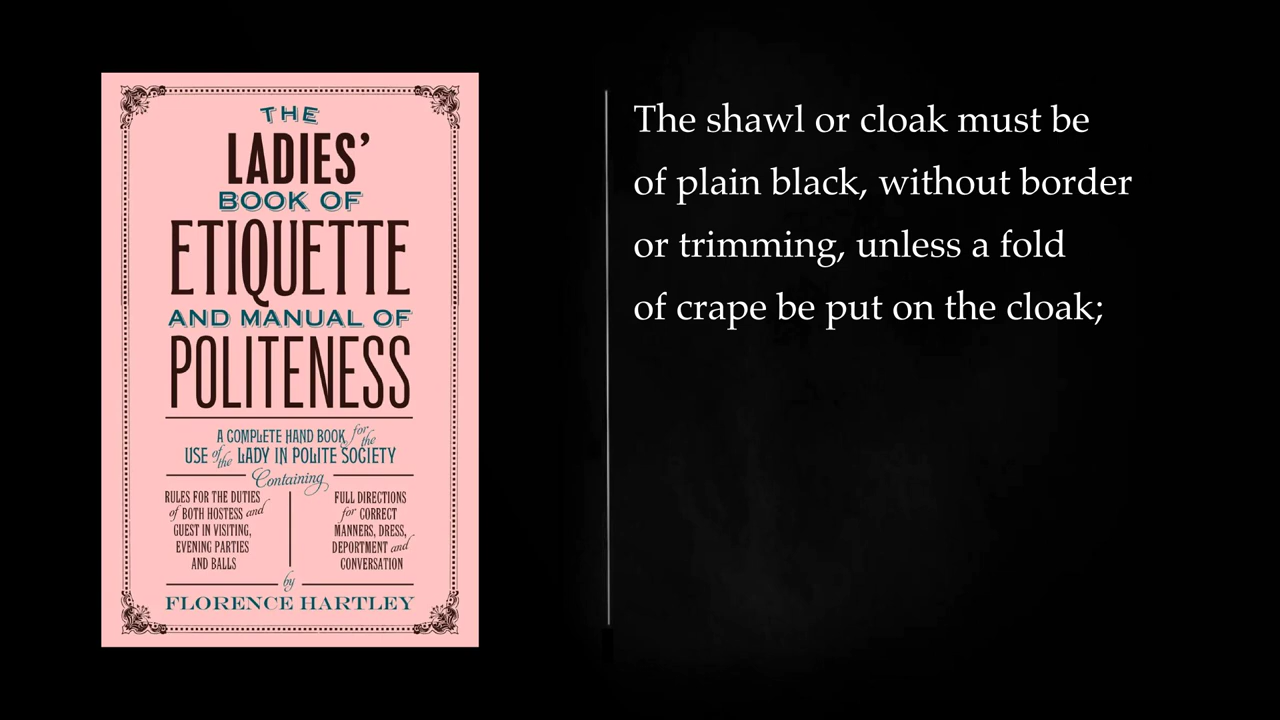 THE
LADIES'
BOOK OF
ETIQUETTE
AND MANUAL OF
POLITENESS
A COMPLETE HAND BOOK for the
USE of the LADY IN POLITE SOCIETY
Containing
RULES FOR THE DUTIES
of BOTH HOSTESS and
GUEST IN VISITING,
EVENING PARTIES
AND BALLS
FULL DIRECTIONS
for CORRECT
MANNERS, DRESS,
DEPORTMENT and
CONVERSATION
by
FLORENCE HARTLEY
The shawl or cloak must be
of plain black, without border
or trimming, unless a fold
of crape be put on the cloak;